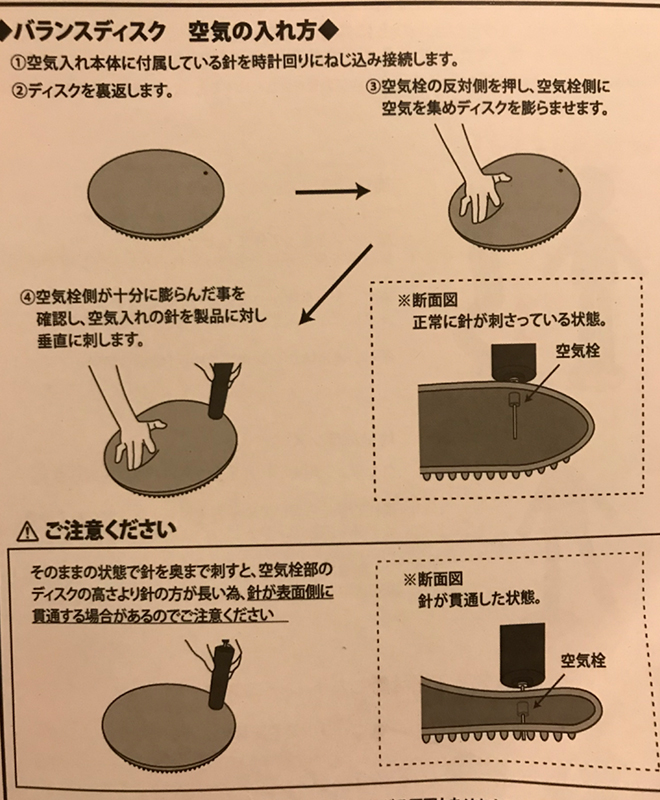 ◆バランスディスク 空気の入れ方◆
①空気入れ本体に付属している針を時計回りにねじ込み接続します。
②ディスクを裏返します。
③空気栓の反対側を押し、空気栓側に
空気を集めディスクを膨らませます。
④空気栓側が十分に膨らんだ事を
確認し、空気入れの針を製品に対し
垂直に刺します。
※断面図
正常に針が刺さっている状態。
空気栓
⚠ご注意ください
そのままの状態で針を奥まで刺すと、空気栓部の
ディスクの高さより針の方が長い為、針が表面側に
貫通する場合があるのでご注意ください
※断面図
針が貫通した状態。
空気栓